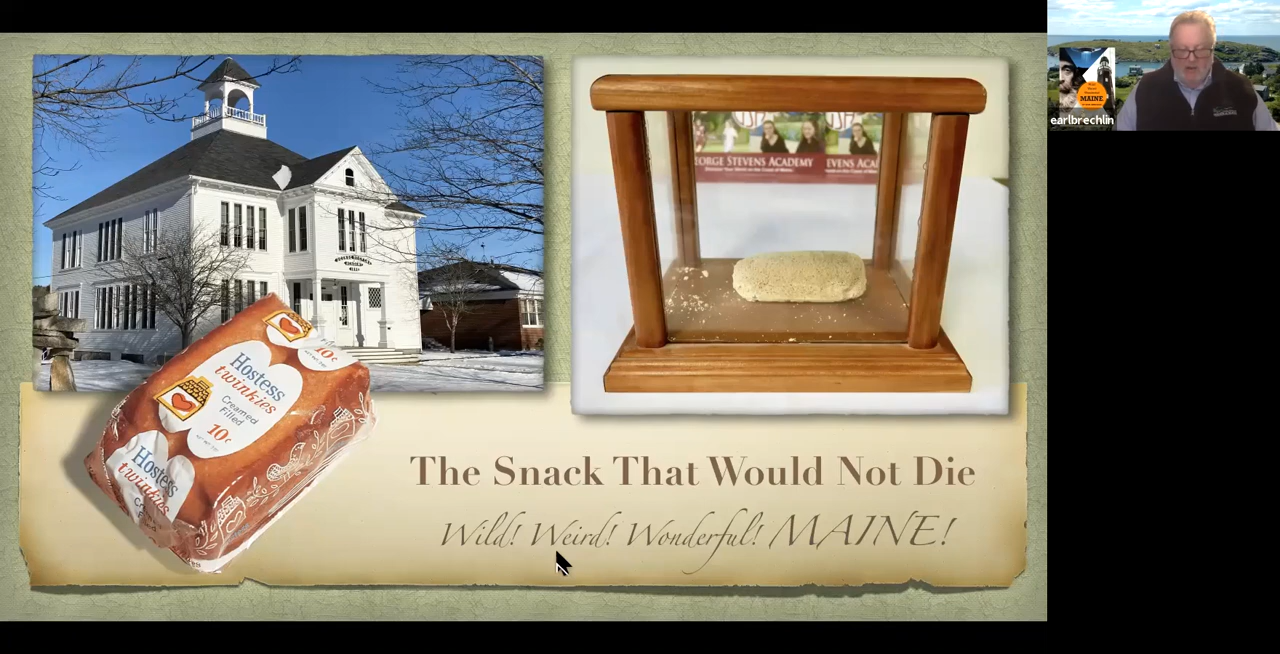 GEORGE STEVENS ACADEMY
EVENS ACA
Hostess
twinkies
Creamed
Filled
10¢
10¢
Hostess
twinkies
The Snack That Would Not Die
Wild! Weird! Wonderful! MAINE!
MAINE
earlbrechlin